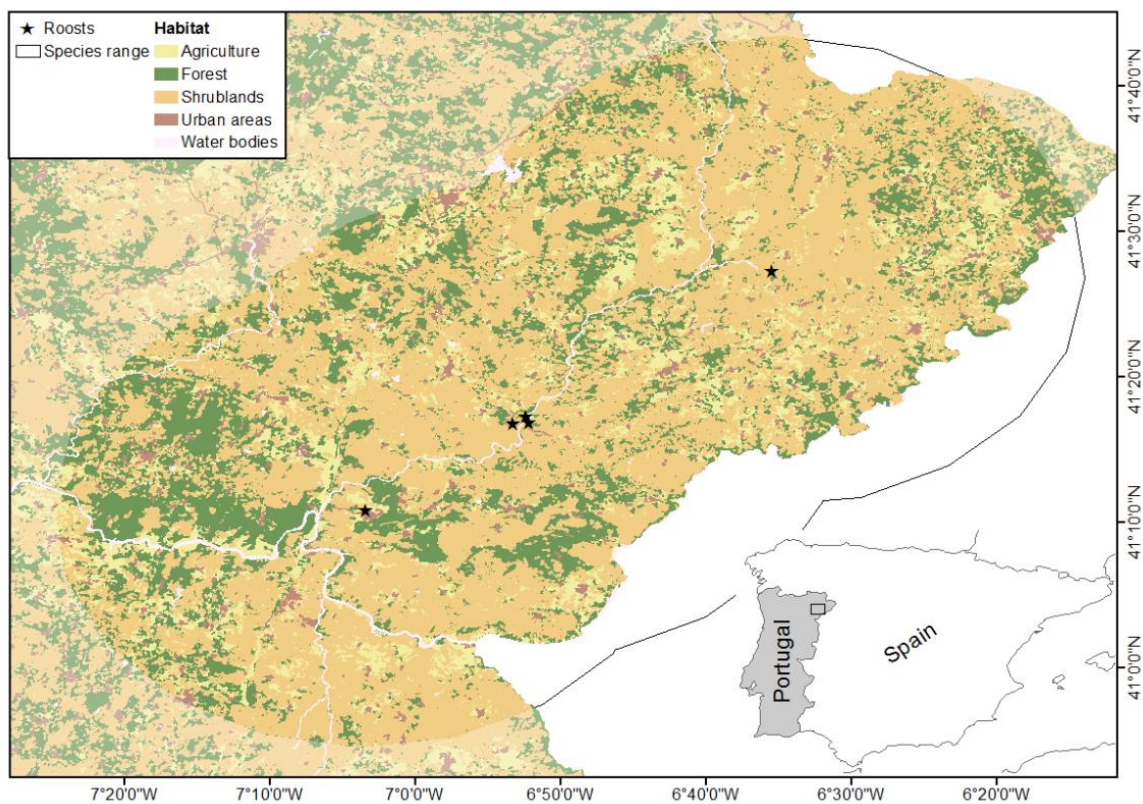 Roosts
Species range
Habitat
Agriculture
Forest
Shrublands
Urban areas
Water bodies
41°40'0"N
41°30'0"N
41°20'0"N
41°10'0"N
41°0'0"N
Portugal
Spain
7°20'0"W
7°10'0"W
7°0'0"W
6°50'0"W
6°40'0"W
6°30'0"W
6°20'0"W